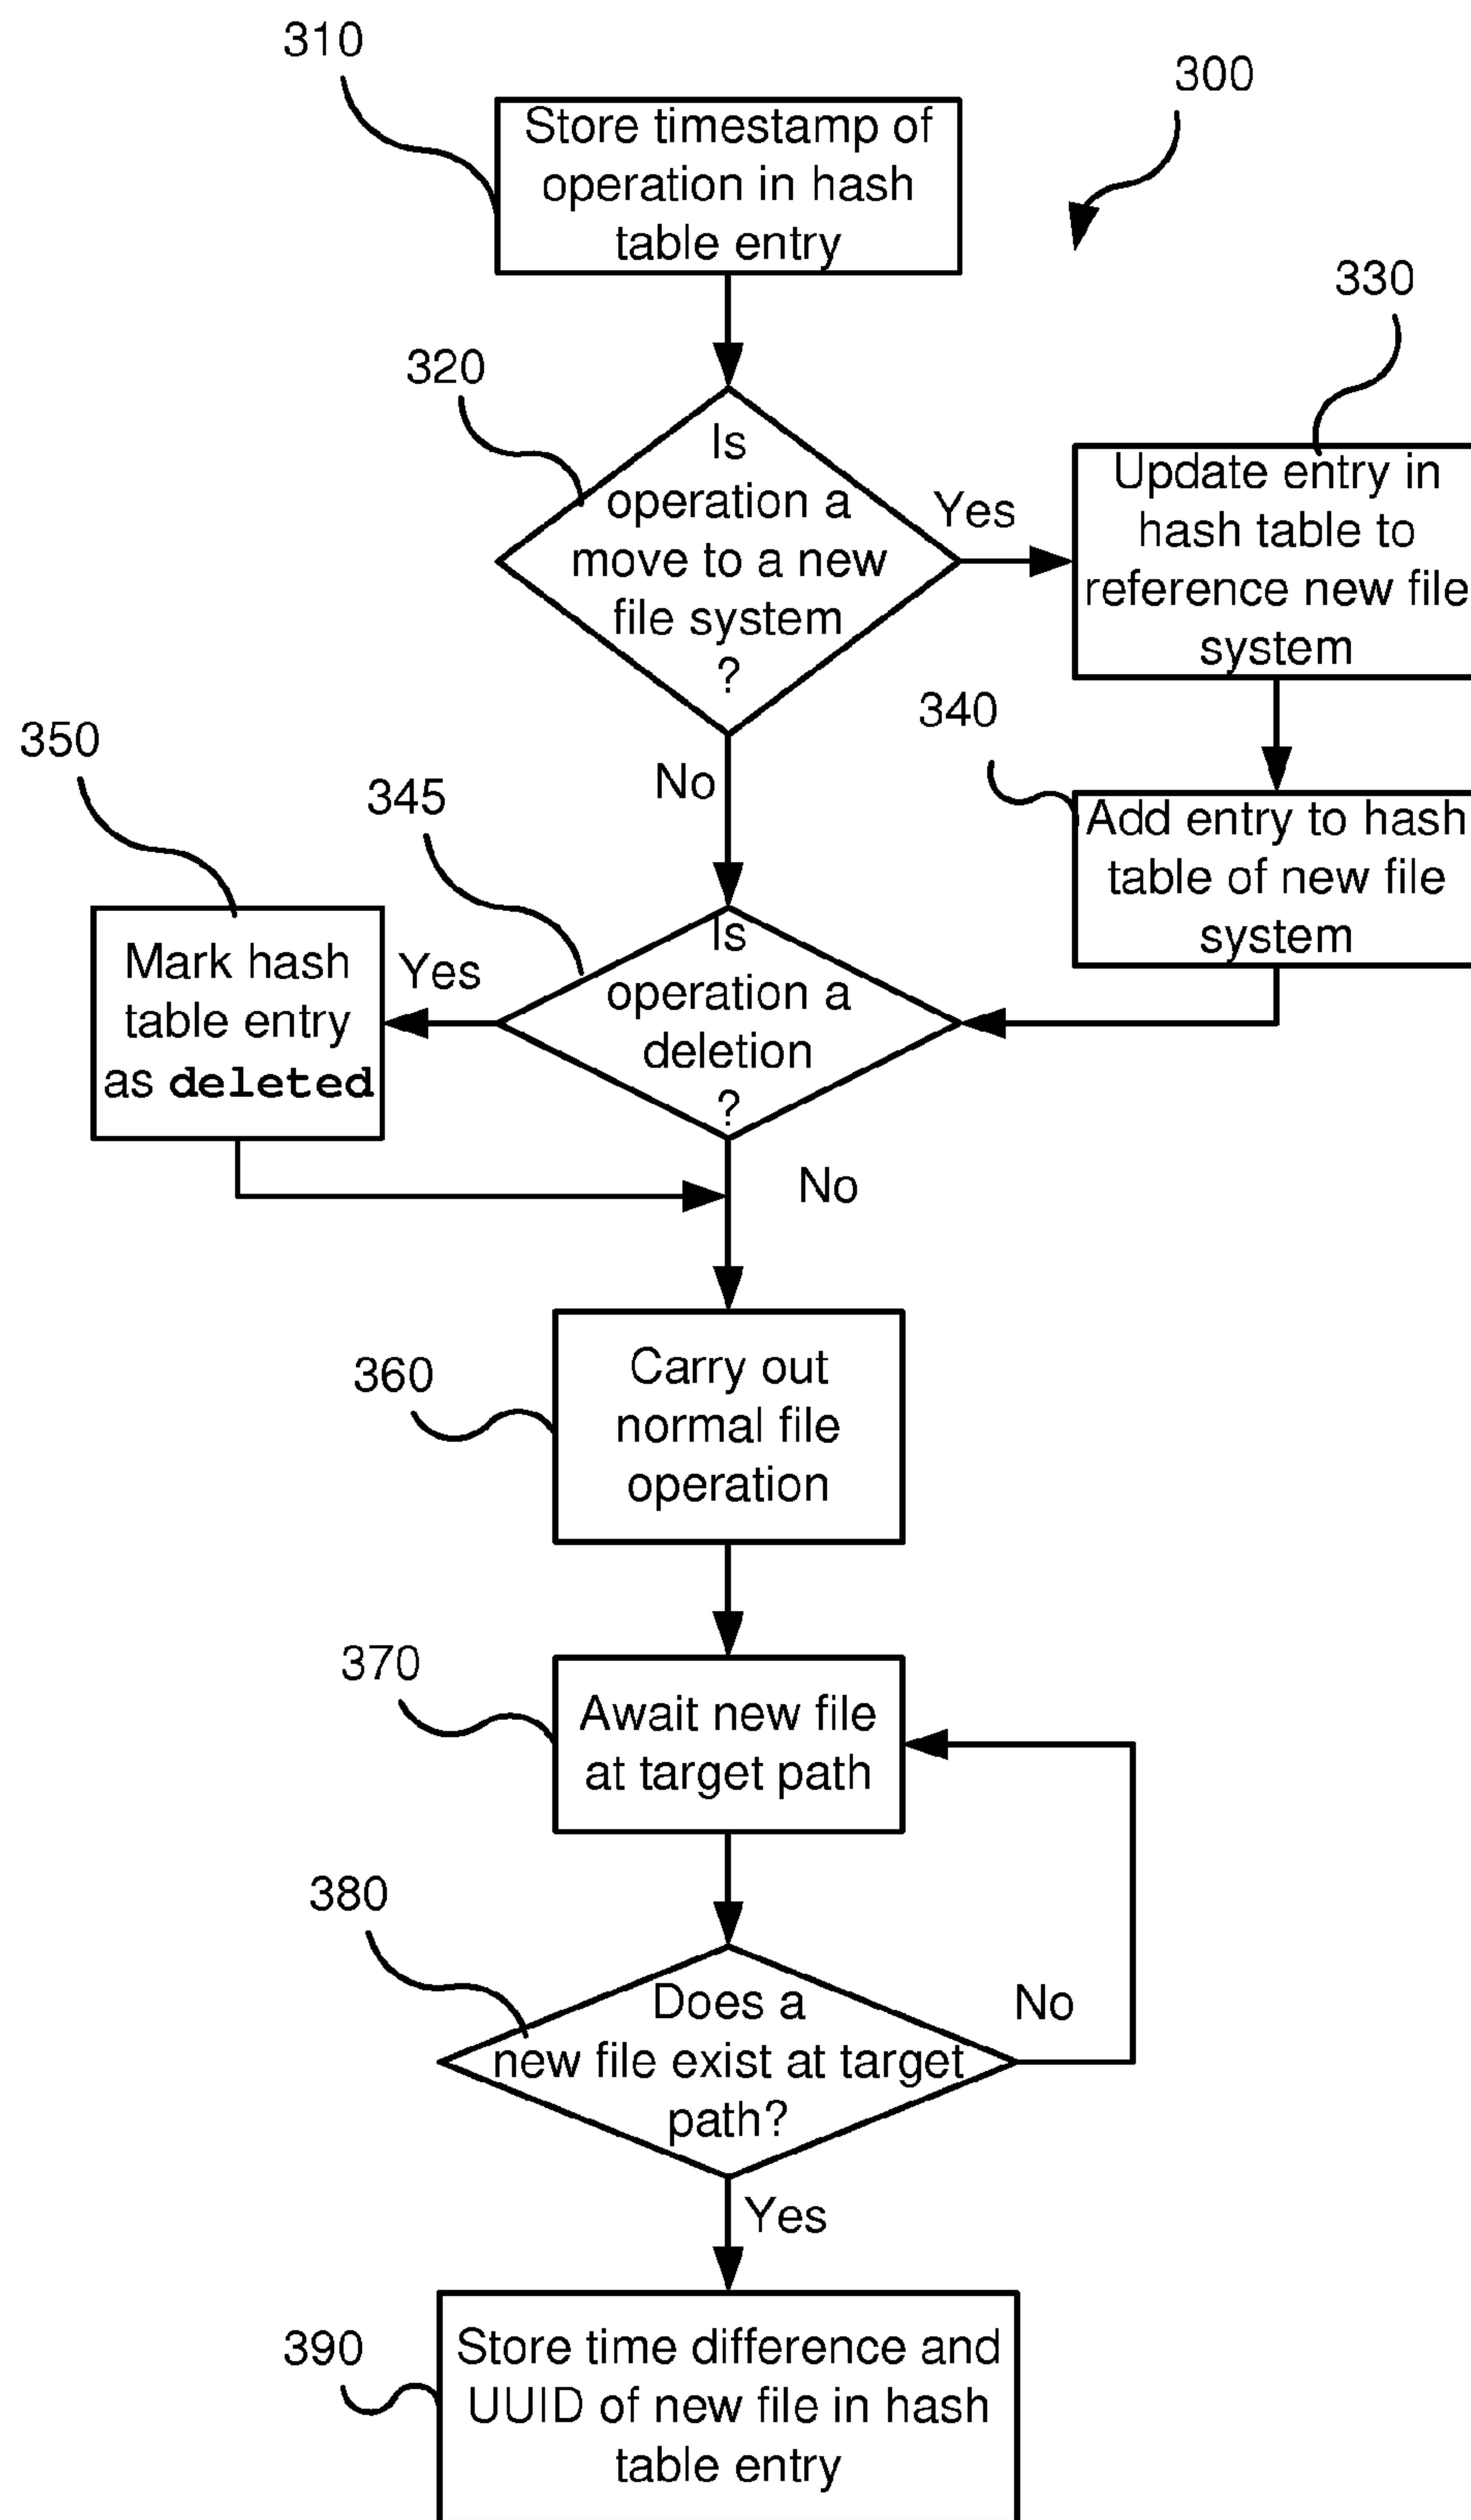 310
300
Store timestamp of
operation in hash
table entry
330
320
Is
operation a
move to a new
file system
?
Yes
Update entry in
hash table to
reference new file
system
340
350
No
345
Add entry to hash
table of new file
system
Mark hash
table entry
as deleted
Yes
Is
operation a
deletion
?
No
360
Carry out
normal file
operation
370
Await new file
at target path
380
Does a
new file exist at target
path?
No
Yes
390
Store time difference and
UUID of new file in hash
table entry